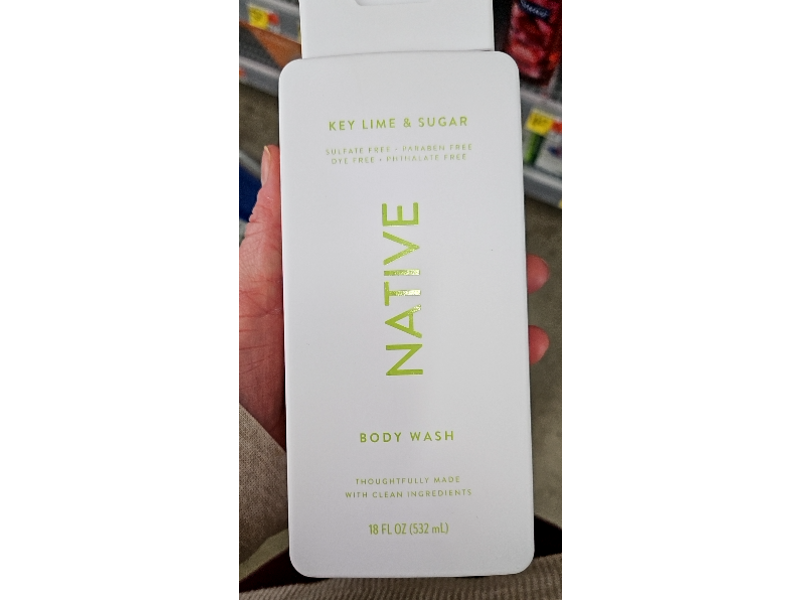 KEY LIME & SUGAR
SULFATE FREE • PARABEN FREE
DYE FREE • PHTHALATE FREE
NATIVE
BODY WASH
THOUGHTFULLY MADE
WITH CLEAN INGREDIENTS
18 FL OZ (532 mL)